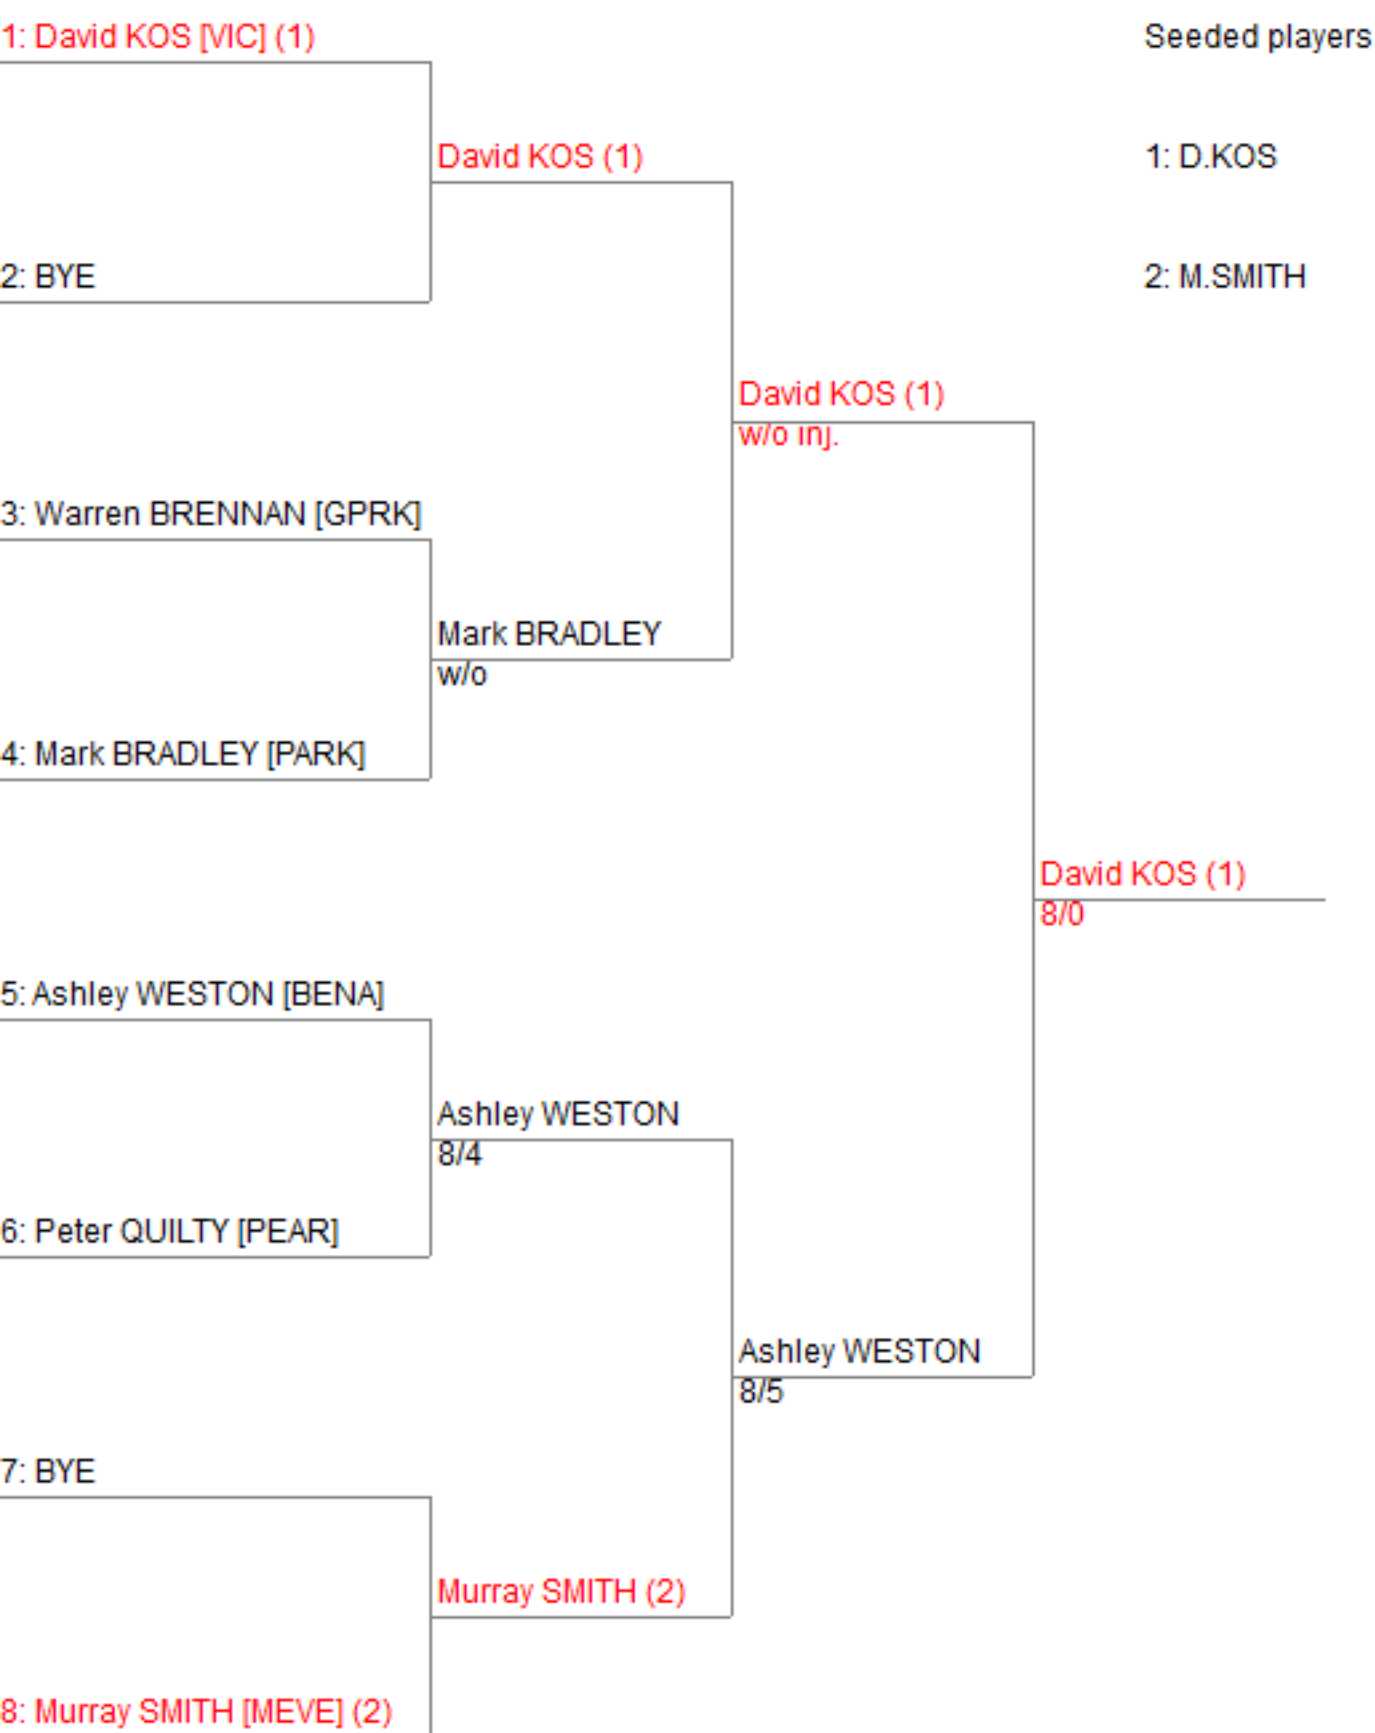 1: David KOS [VIC] (1)
Seeded players
David KOS (1)
1: D.KOS
2: BYE
2: M.SMITH
David KOS (1)
w/o inj.
3: Warren BRENNAN [GPRK]
Mark BRADLEY
w/o
4: Mark BRADLEY [PARK]
David KOS (1)
8/0
5: Ashley WESTON [BENA]
Ashley WESTON
8/4
6: Peter QUILTY [PEAR]
Ashley WESTON
8/5
7: BYE
Murray SMITH (2)
8: Murray SMITH [MEVE] (2)